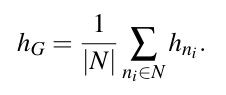 h_G = \frac{1}{|N|} \sum_{n_i \in N} h_{n_i}.